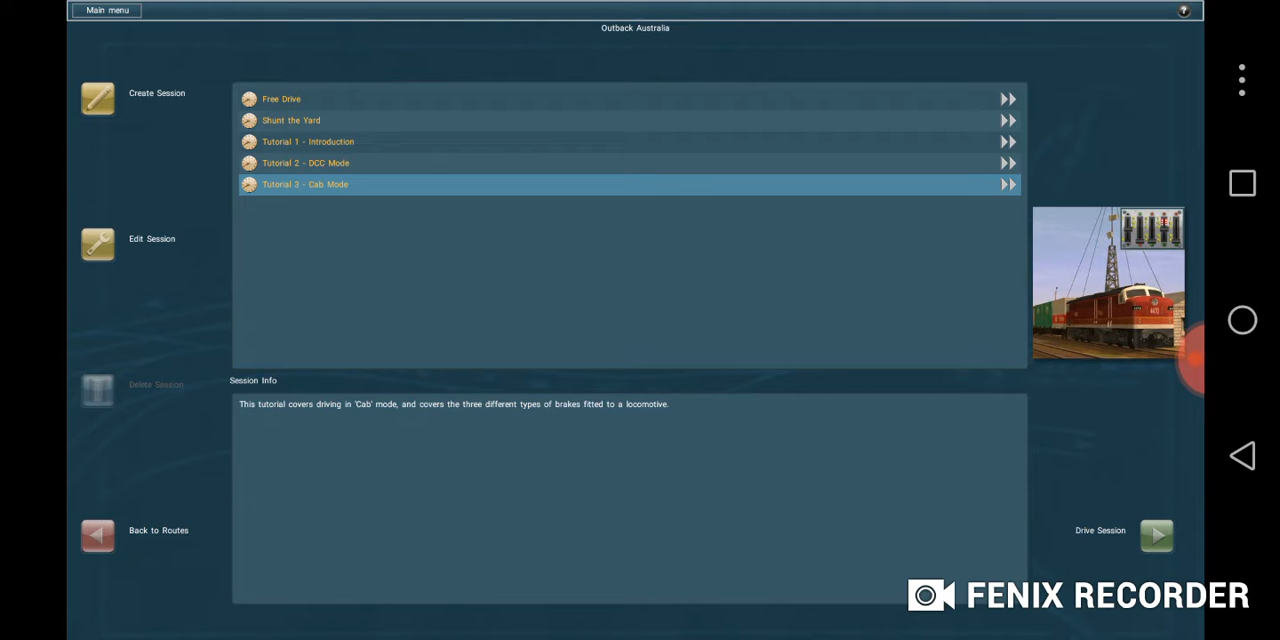 Main menu
?
Outback Australia
Create Session
Free Drive
Shunt the Yard
Tutorial 1 - Introduction
Tutorial 2 - DCC Mode
Tutorial 3 - Cab Mode
Edit Session
Delete Session
Session Info
This tutorial covers driving in 'Cab' mode, and covers the three different types of brakes fitted to a locomotive.
Back to Routes
Drive Session
FENIX RECORDER